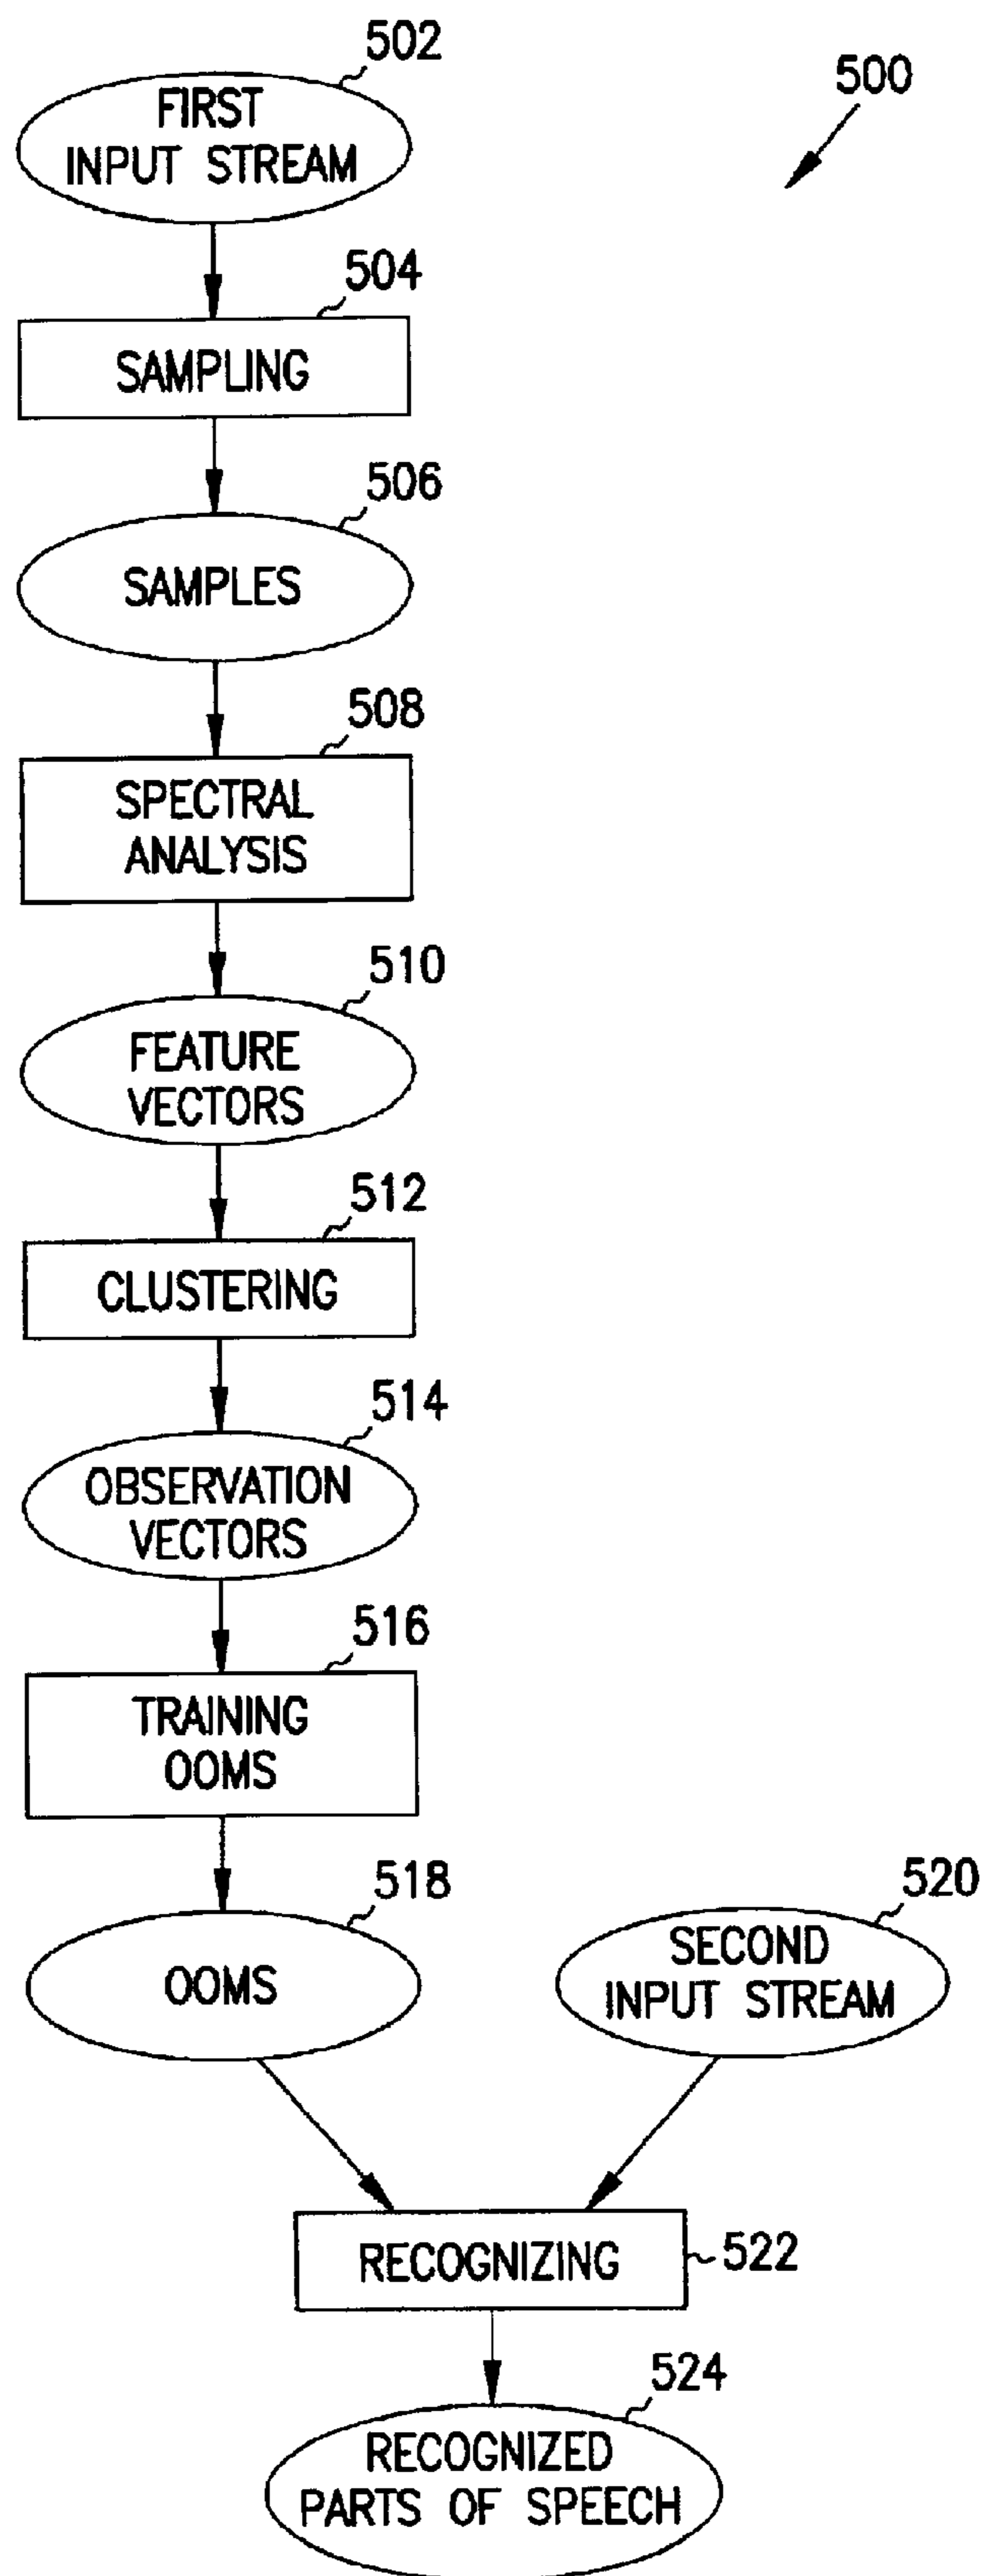 502
500
FIRST
INPUT STREAM
504
SAMPLING
506
SAMPLES
508
SPECTRAL
ANALYSIS
510
FEATURE
VECTORS
512
CLUSTERING
514
OBSERVATION
VECTORS
516
TRAINING
OOMS
518
OOMS
520
SECOND
INPUT STREAM
RECOGNIZING
522
524
RECOGNIZED
PARTS OF SPEECH